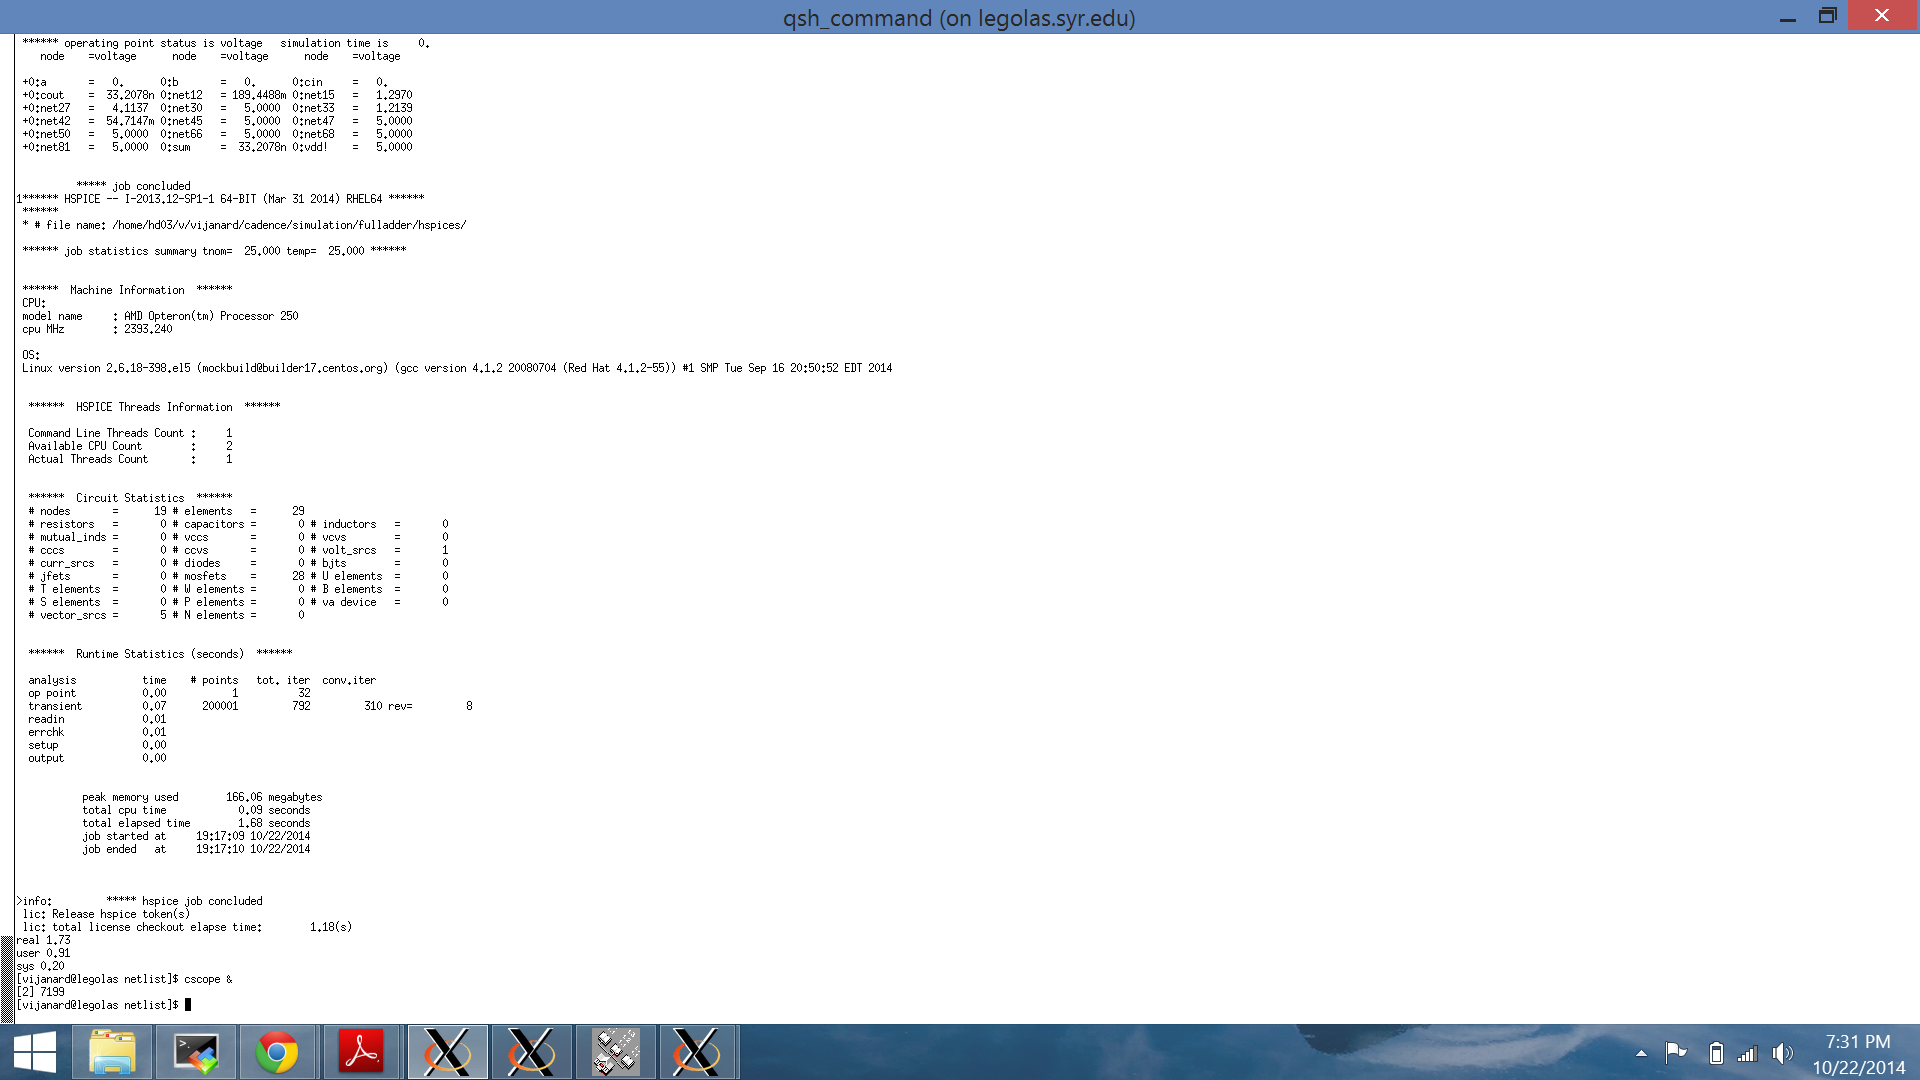 qsh_command (on legolas.syr.edu)
****** operating point status is voltage   simulation time is     0.
node    =voltage      node    =voltage      node    =voltage
+0:a       =   0.      0:b       =   0.      0:cin     =   0.
+0:cout    =  33.2078n 0:net12   = 189.4488m 0:net15   =   1.2970
+0:net27   =   4.1137  0:net30   =   5.0000  0:net33   =   1.2139
+0:net42   =  54.7147m 0:net45   =   5.0000  0:net47   =   5.0000
+0:net50   =   5.0000  0:net66   =   5.0000  0:net68   =   5.0000
+0:net81   =   5.0000  0:sum     =  33.2078n 0:vdd!    =   5.0000
***** job concluded
1****** HSPICE -- I-2013.12-SP1-1 64-BIT (Mar 31 2014) RHEL64 ******
******
* # file name: /home/hd03/v/vijanard/cadence/simulation/fulladder/hspices/
****** job statistics summary tnom=  25.000 temp=  25.000 ******
******  Machine Information  ******
CPU:
model name     : AMD Opteron(tm) Processor 250
cpu MHz        : 2393.240
OS:
Linux version 2.6.18-398.el5 (mockbuild@builder17.centos.org) (gcc version 4.1.2 20080704 (Red Hat 4.1.2-55)) #1 SMP Tue Sep 16 20:50:52 EDT 2014
******  HSPICE Threads Information  ******
Command Line Threads Count :     1
Available CPU Count        :     2
Actual Threads Count       :     1
******  Circuit Statistics  ******
# nodes       =      19 # elements   =      29
# resistors   =       0 # capacitors =       0 # inductors   =       0
# mutual_inds =       0 # vccs       =       0 # vcvs        =       0
# cccs        =       0 # ccvs       =       0 # volt_srcs   =       1
# curr_srcs   =       0 # diodes     =       0 # bjts        =       0
# jfets       =       0 # mosfets    =      28 # U elements  =       0
# T elements  =       0 # W elements =       0 # B elements  =       0
# S elements  =       0 # P elements =       0 # va device   =       0
# vector_srcs =       5 # N elements =       0
******  Runtime Statistics (seconds)  ******
analysis           time    # points   tot. iter  conv.iter
op point           0.00           1         32
transient          0.07      200001        792         310 rev=         8
readin             0.01
errchk             0.01
setup              0.00
output             0.00
peak memory used        166.06 megabytes
total cpu time            0.09 seconds
total elapsed time        1.68 seconds
job started at     19:17:09 10/22/2014
job ended   at     19:17:10 10/22/2014
>info:         ***** hspice job concluded
lic: Release hspice token(s)
lic: total license checkout elapse time:        1.18(s)
real 1.73
user 0.91
sys 0.20
[vijanard@legolas netlist]$ cscope &
[2] 7199
[vijanard@legolas netlist]$
7:31 PM
10/22/2014